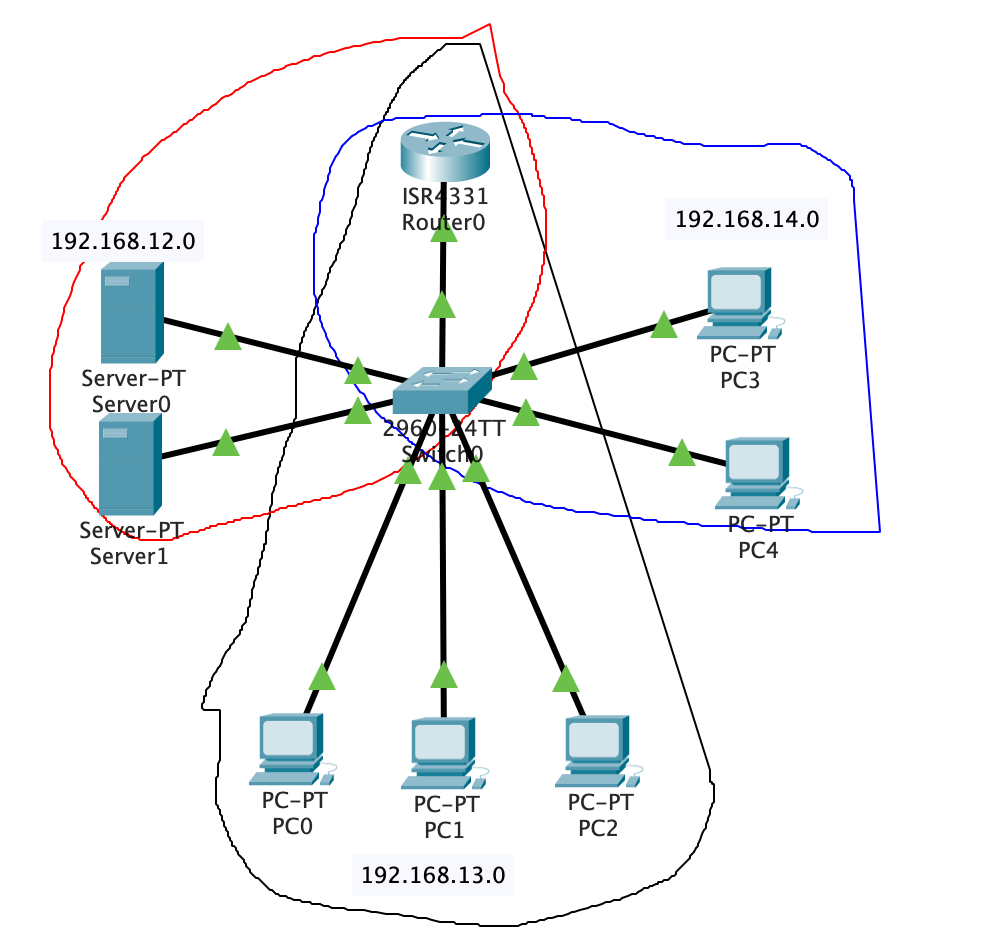 ISR4331
Router0
192.168.12.0
192.168.14.0
Server-PT
Server0
PC-PT
PC3
2960-24TT
Switch0
Server-PT
Server1
PC-PT
PC4
PC-PT
PC0
PC-PT
PC1
PC-PT
PC2
192.168.13.0